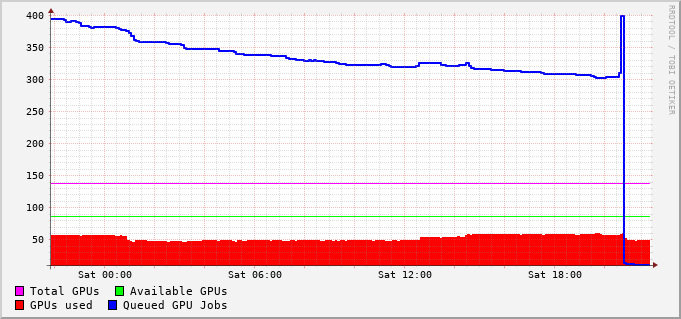 400
350
300
250
200
150
100
50
Sat 00:00 Sat 06:00 Sat 12:00 Sat 18:00
Total GPUs Available GPUs
GPUs used Queued GPU Jobs
RRDTOOL / TOBI OETIKER